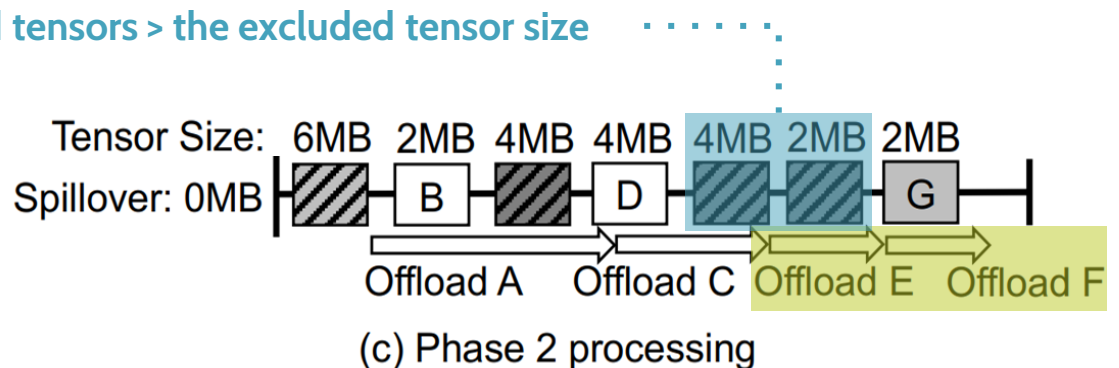 tensors > the excluded tensor size
Tensor Size: 6MB 2MB 4MB 4MB 4MB 2MB 2MB
Spillover: 0MB B D G
Offload A Offload C Offload E Offload F
(c) Phase 2 processing